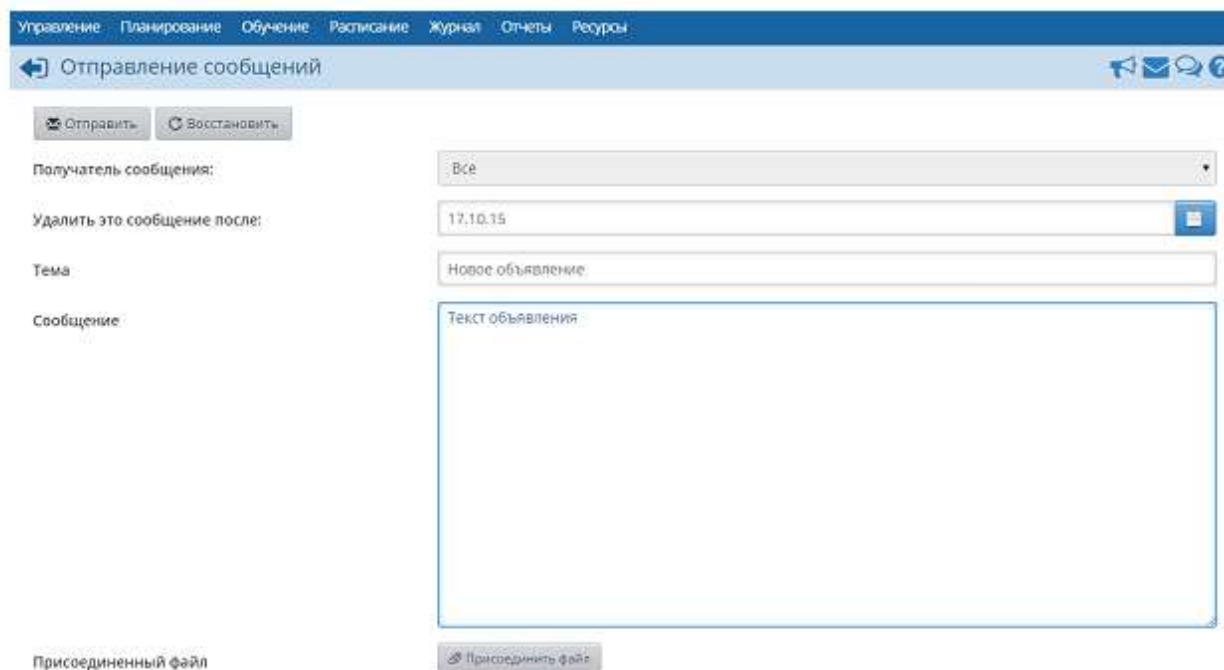 Управление Планирование Обучение Расписание Журнал Отчеты Ресурсы
Отправление сообщений
Отправить Восстановить
Получатель сообщения: Все
Удалить это сообщение после: 17.10.15
Тема Новое объявление
Сообщение Текст объявления
Присоединенный файл Присоединить файл